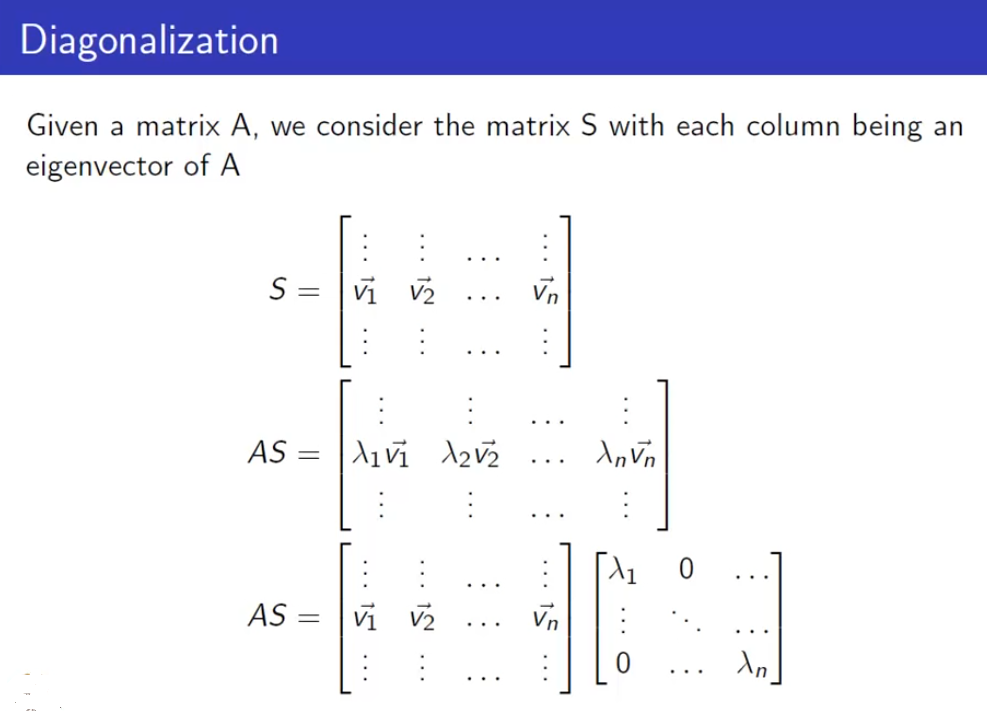 Diagonalization
Given a matrix A, we consider the matrix S with each column being an
eigenvector of A
⋮ ⋮ ... ⋮
S = [ v⃗₁ v⃗₂ ... v⃗ₙ ]
⋮ ⋮ ... ⋮
⋮ ⋮ ... ⋮
AS = [ λ₁v⃗₁ λ₂v⃗₂ ... λₙv⃗ₙ ]
⋮ ⋮ ... ⋮
⋮ ⋮ ... ⋮ λ₁ 0 ...
AS = [ v⃗₁ v⃗₂ ... v⃗ₙ ] [ ⋮ ⋱ ... ]
⋮ ⋮ ... ⋮ 0 ... λₙ